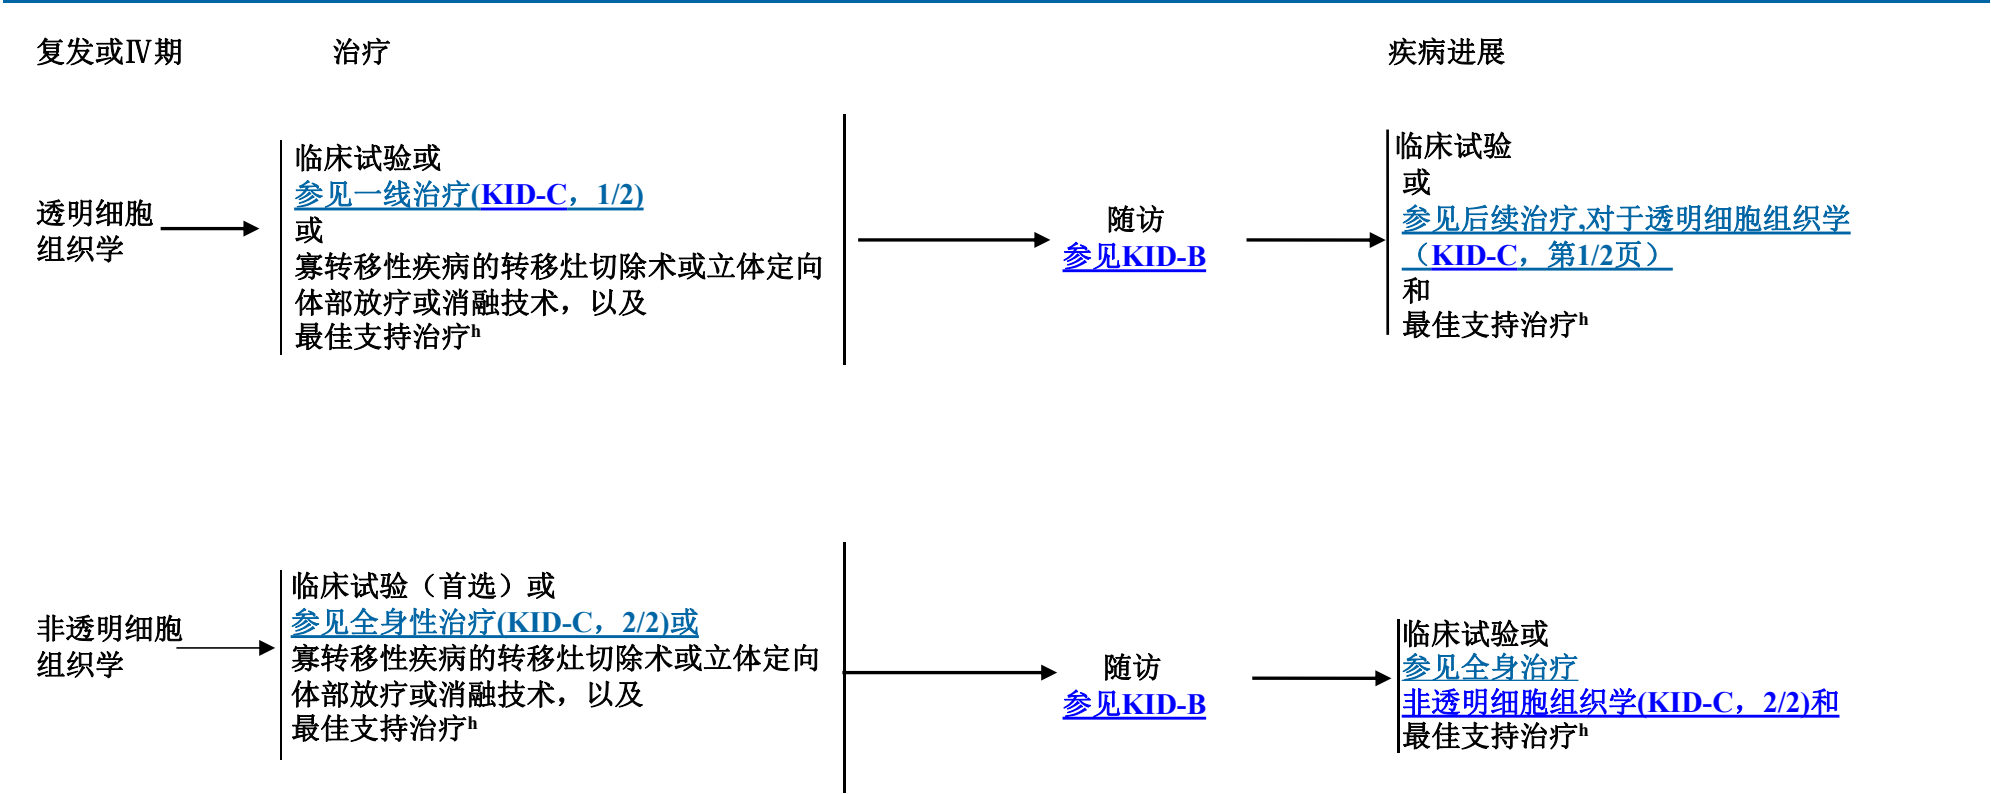 复发或Ⅳ期
治疗
疾病进展
透明细胞
组织学
临床试验或
参见一线治疗(KID-C，1/2)
或
寡转移性疾病的转移灶切除术或立体定向
体部放疗或消融技术，以及
最佳支持治疗h
随访
参见KID-B
临床试验
或
参见后续治疗,对于透明细胞组织学
（KID-C，第1/2页）
和
最佳支持治疗h
非透明细胞
组织学
临床试验（首选）或
参见全身性治疗(KID-C，2/2)或
寡转移性疾病的转移灶切除术或立体定向
体部放疗或消融技术，以及
最佳支持治疗h
随访
参见KID-B
临床试验或
参见全身治疗
非透明细胞组织学(KID-C，2/2)和
最佳支持治疗h